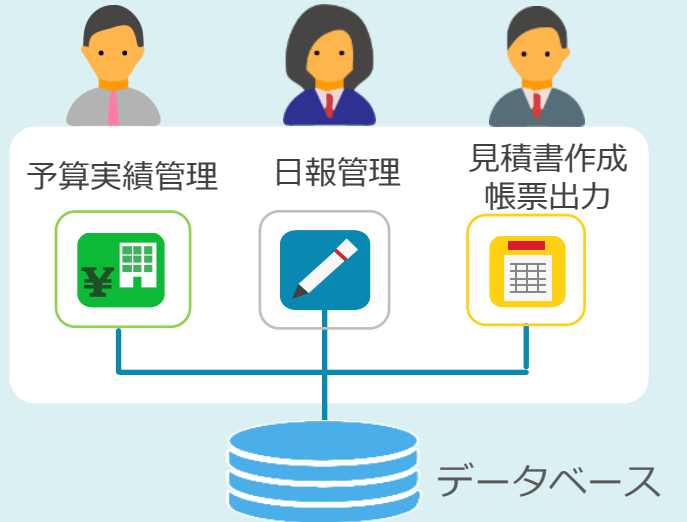 予算実績管理
日報管理
見積書作成
帳票出力
¥
データベース